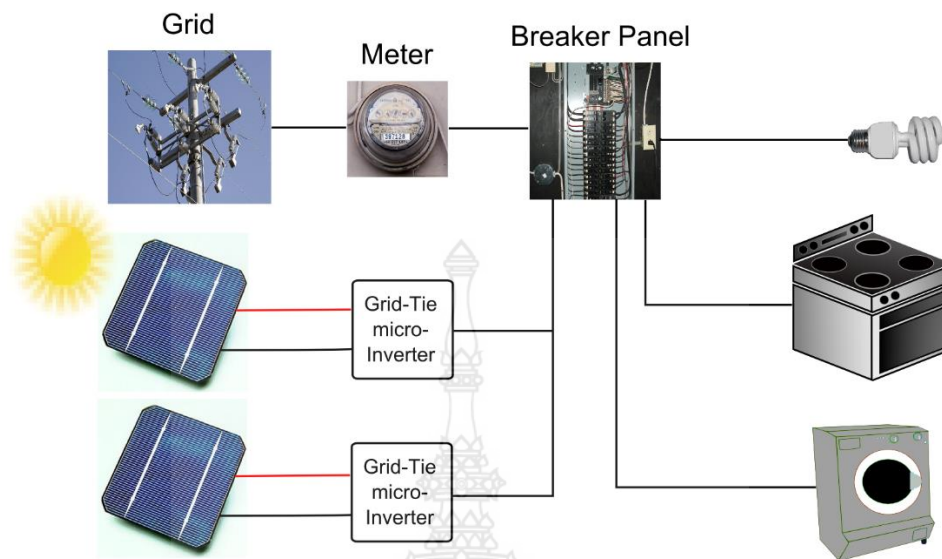 Grid
Meter
Breaker Panel
Grid-Tie
micro-
Inverter
Grid-Tie
micro-
Inverter